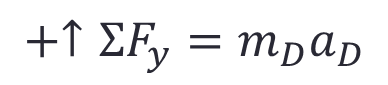 +↑ ΣF_y = m_D a_D